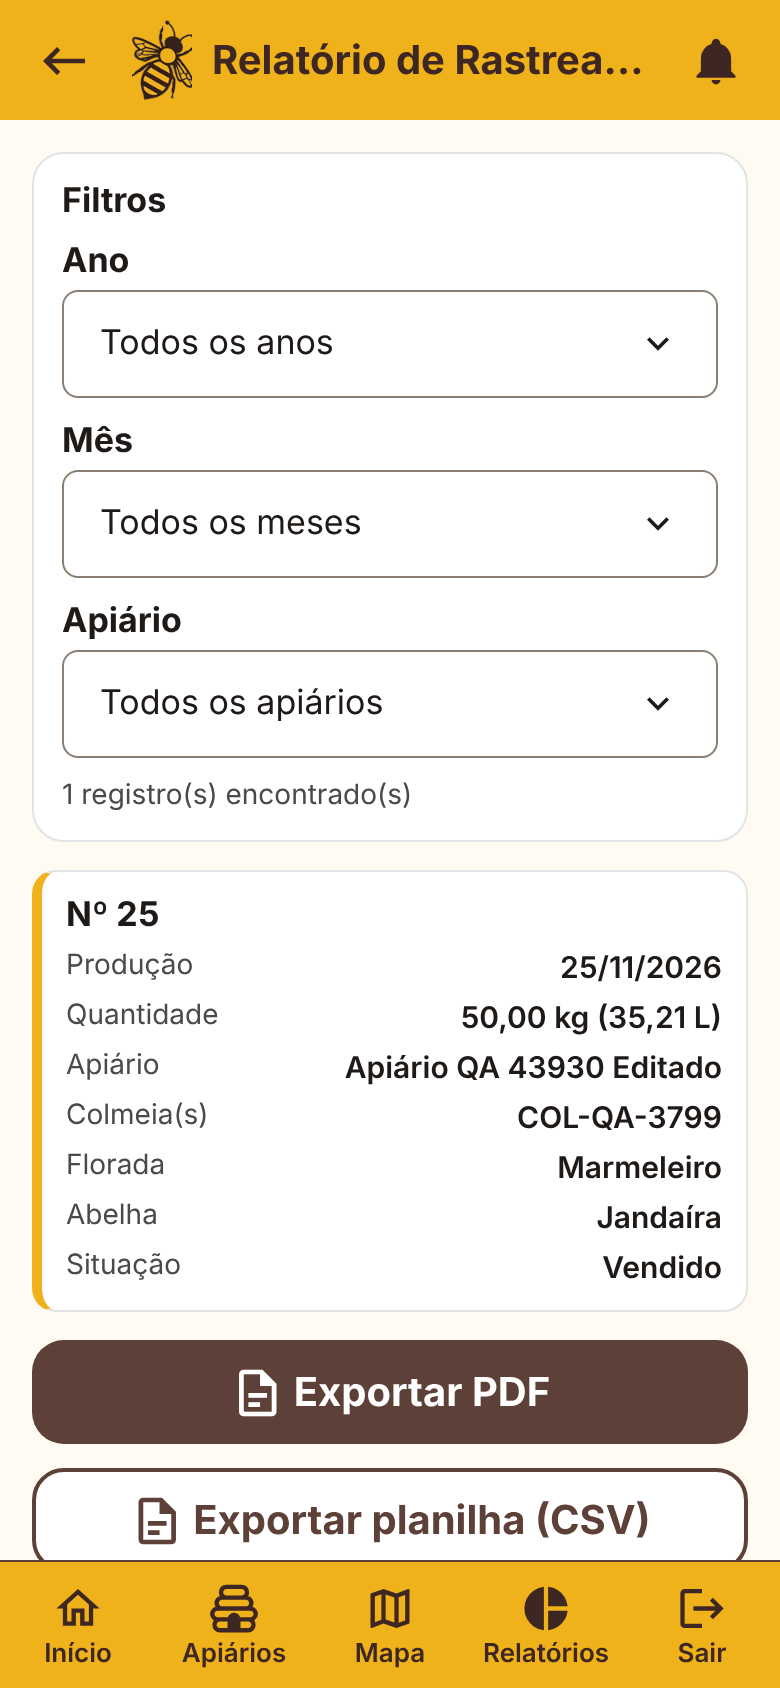 Relatório de Rastrea...
Filtros
Ano
Todos os anos
Mês
Todos os meses
Apiário
Todos os apiários
1 registro(s) encontrado(s)
Nº 25
Produção 25/11/2026
Quantidade 50,00 kg (35,21 L)
Apiário Apiário QA 43930 Editado
Colmeia(s) COL-QA-3799
Florada Marmeleiro
Abelha Jandaíra
Situação Vendido
Exportar PDF
Exportar planilha (CSV)
Início Apiários Mapa Relatórios Sair